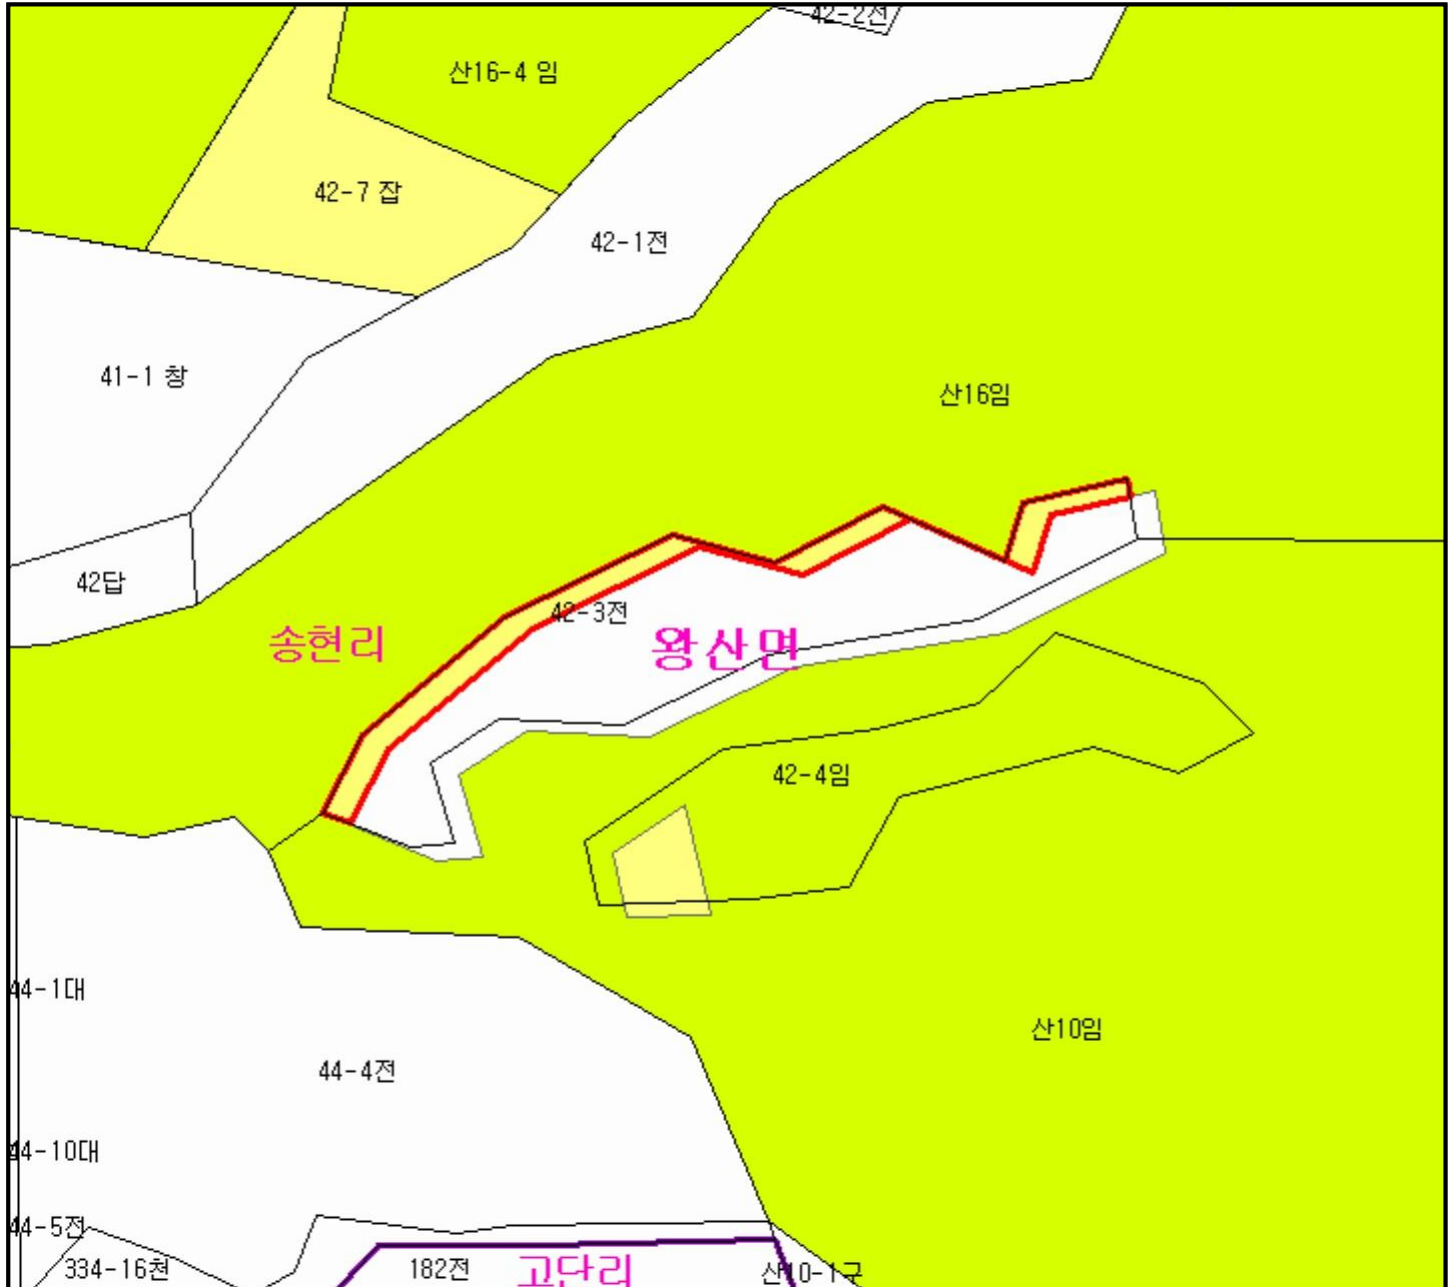 42-2전
산16-4 임
42-7 잡
42-1전
41-1 창
산16임
42답
42-3전
송현리
왕산면
42-4임
44-1대
산10임
44-4전
44-10대
44-5전
334-16천
182전
고단리
산10-1구